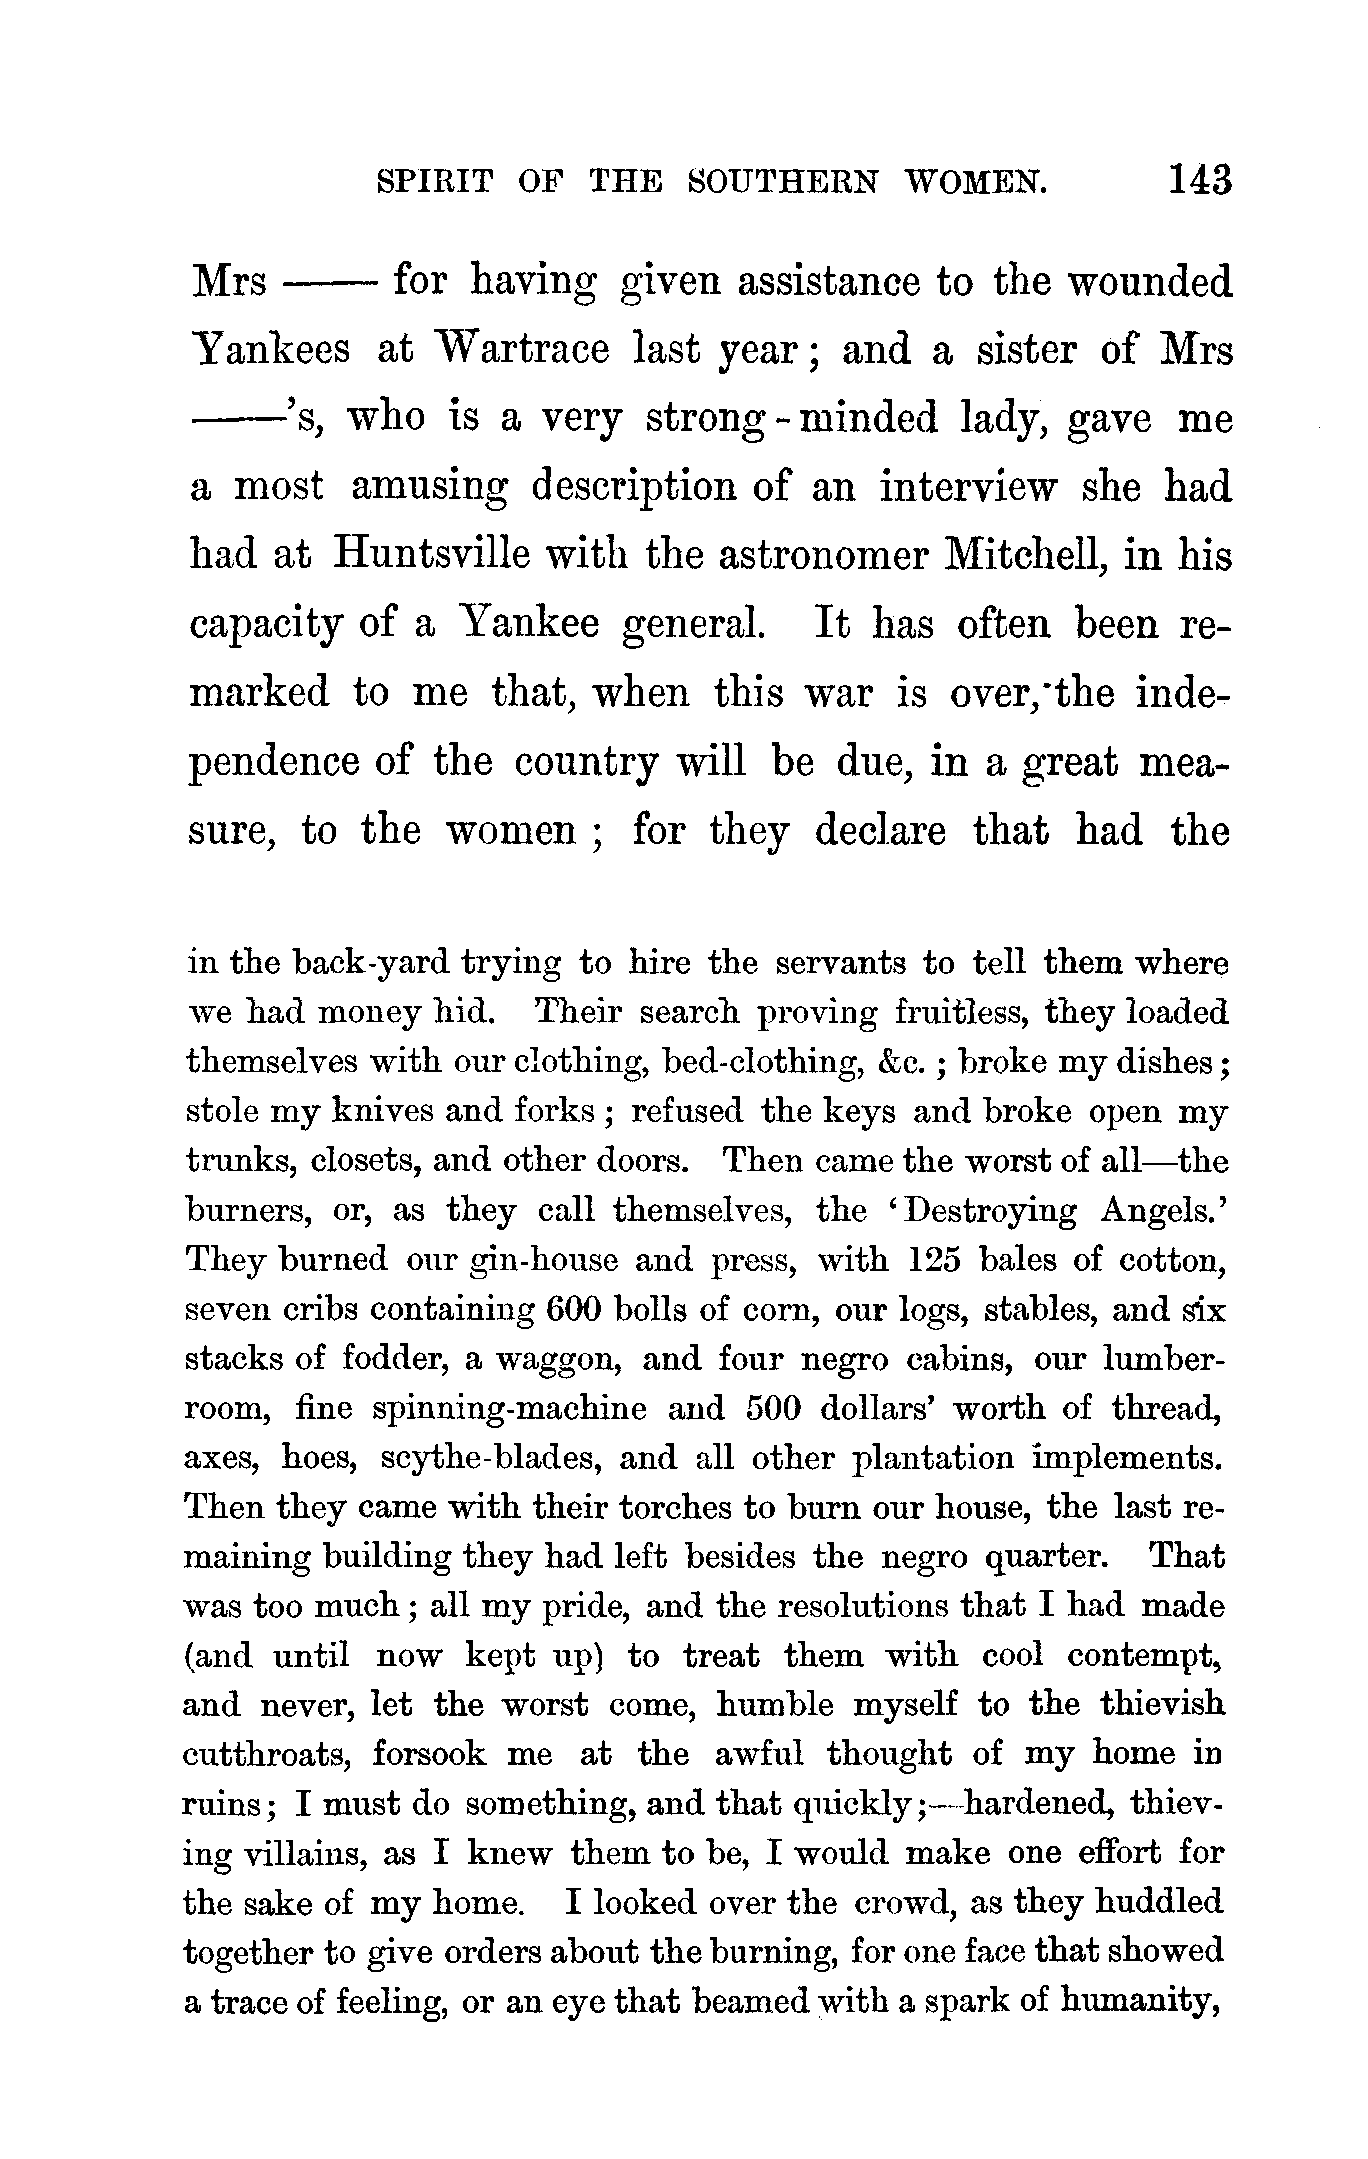 SPIRIT OF THE SOUTHERN WOMEN. 143
Mrs —— for having given assistance to the wounded
Yankees at Wartrace last year; and a sister of Mrs
——'s, who is a very strong-minded lady, gave me
a most amusing description of an interview she had
had at Huntsville with the astronomer Mitchell, in his
capacity of a Yankee general. It has often been re-
marked to me that, when this war is over, the inde-
pendence of the country will be due, in a great mea-
sure, to the women; for they declare that had the
in the back-yard trying to hire the servants to tell them where
we had money hid. Their search proving fruitless, they loaded
themselves with our clothing, bed-clothing, &c.; broke my dishes;
stole my knives and forks; refused the keys and broke open my
trunks, closets, and other doors. Then came the worst of all—the
burners, or, as they call themselves, the 'Destroying Angels.'
They burned our gin-house and press, with 125 bales of cotton,
seven cribs containing 600 bolls of corn, our logs, stables, and six
stacks of fodder, a waggon, and four negro cabins, our lumber-
room, fine spinning-machine and 500 dollars' worth of thread,
axes, hoes, scythe-blades, and all other plantation implements.
Then they came with their torches to burn our house, the last re-
maining building they had left besides the negro quarter. That
was too much; all my pride, and the resolutions that I had made
(and until now kept up) to treat them with cool contempt,
and never, let the worst come, humble myself to the thievish
cutthroats, forsook me at the awful thought of my home in
ruins; I must do something, and that quickly;—hardened, thiev-
ing villains, as I knew them to be, I would make one effort for
the sake of my home. I looked over the crowd, as they huddled
together to give orders about the burning, for one face that showed
a trace of feeling, or an eye that beamed with a spark of humanity,